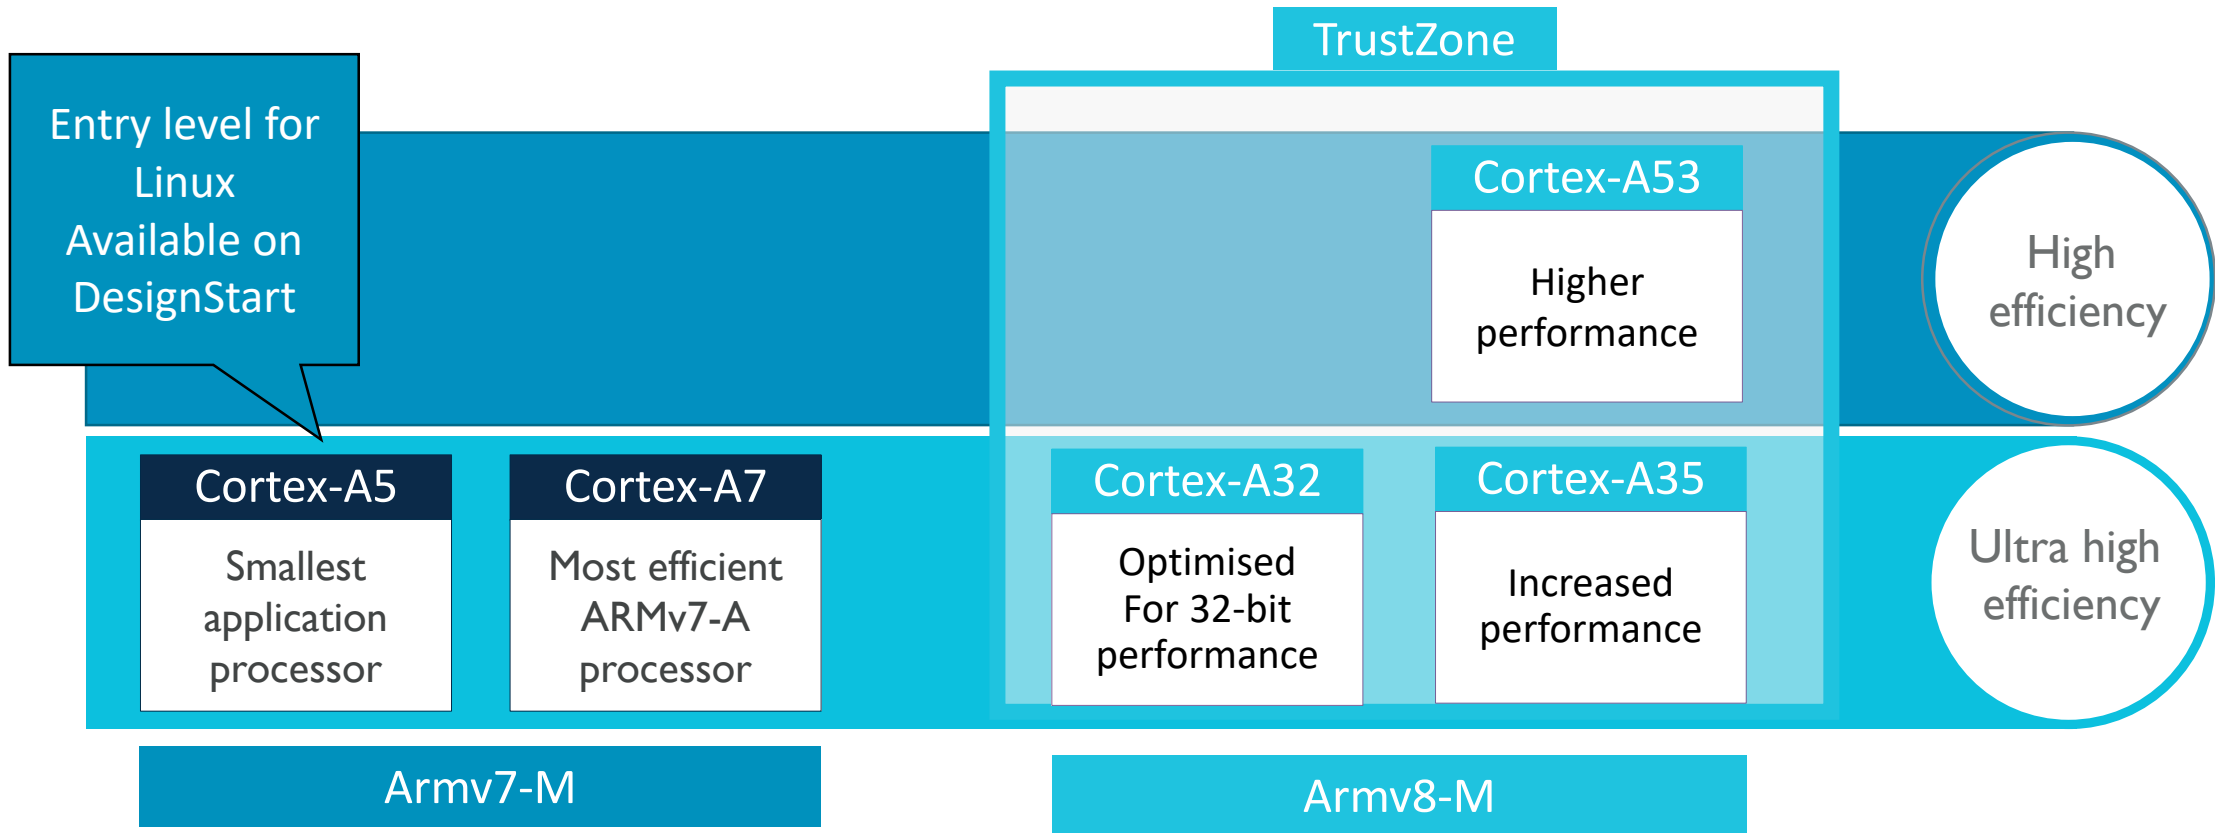 TrustZone
Entry level for
Linux
Available on
DesignStart
Cortex-A53
Higher
performance
High
efficiency
Cortex-A5
Smallest
application
processor
Cortex-A7
Most efficient
ARMv7-A
processor
Cortex-A32
Optimised
For 32-bit
performance
Cortex-A35
Increased
performance
Ultra high
efficiency
Armv7-M
Armv8-M